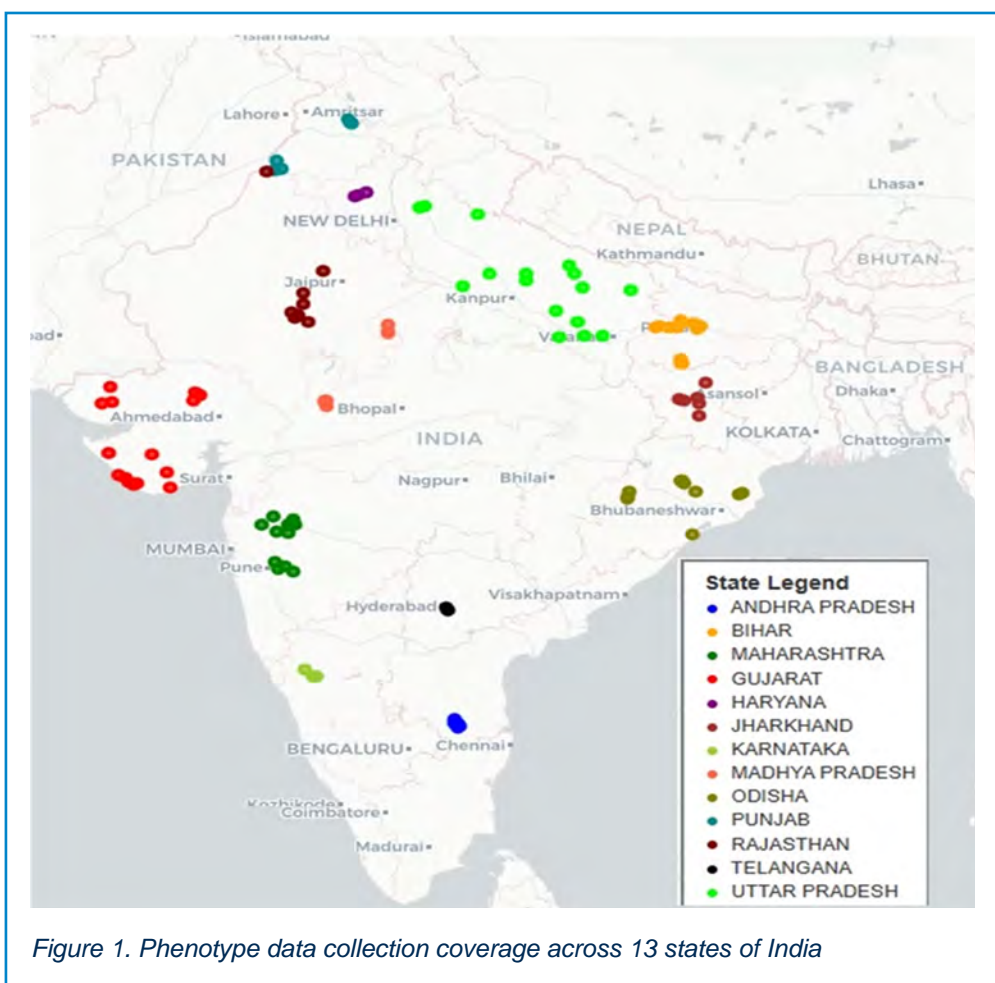 Islamabad
Lahore
Amritsar
PAKISTAN
Lhasa
NEW DELHI
NEPAL
Kathmandu
BHUTAN
Jaipur
Kanpur
BANGLADESH
Ahmedabad
Bhopal
Asansol
Dhaka
INDIA
KOLKATA
Chattogram
Surat
Nagpur
Bhilai
Bhubaneshwar
MUMBAI
Pune
Hyderabad
Visakhapatnam
BENGALURU
Chennai
Kozhikode
Coimbatore
Madurai
State Legend
ANDHRA PRADESH
BIHAR
MAHARASHTRA
GUJARAT
HARYANA
JHARKHAND
KARNATAKA
MADHYA PRADESH
ODISHA
PUNJAB
RAJASTHAN
TELANGANA
UTTAR PRADESH
Figure 1. Phenotype data collection coverage across 13 states of India